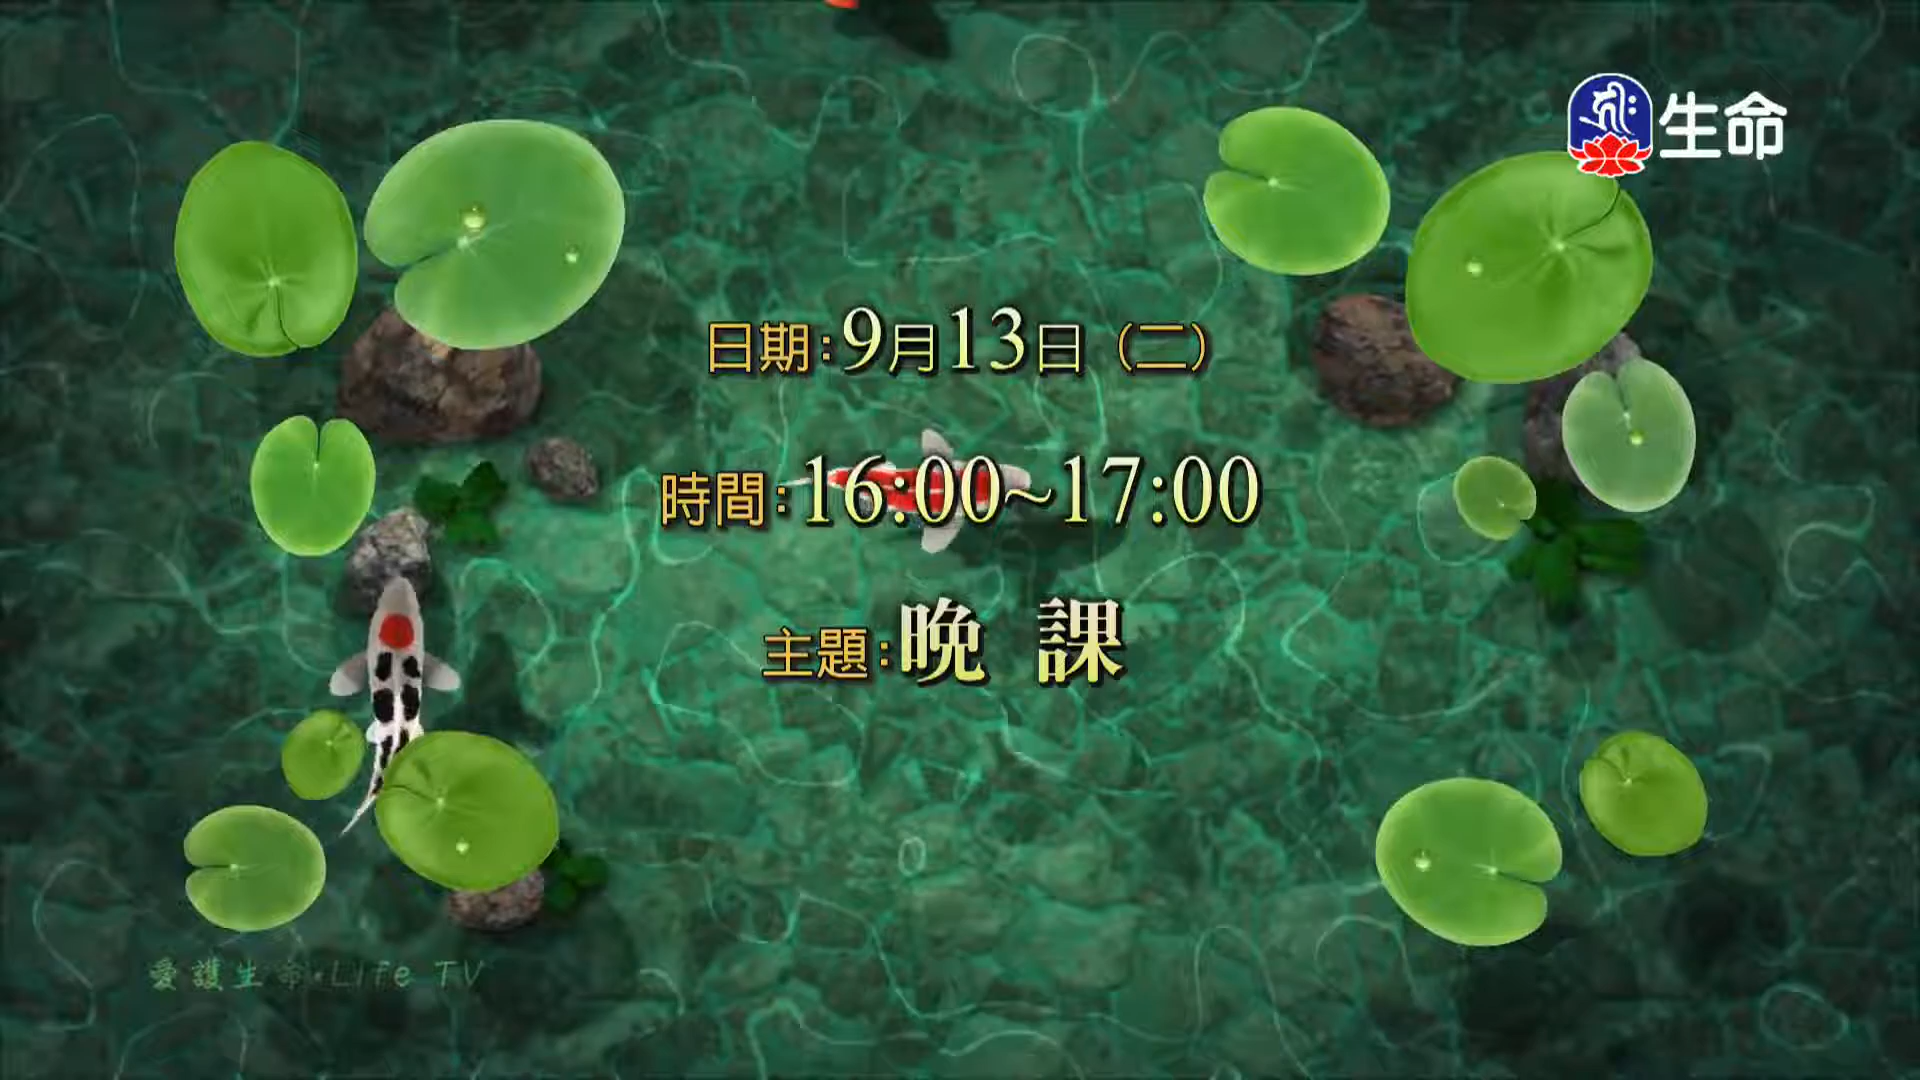 生命
日期:9月13日（二）
時間:16:00~17:00
主題:晚 課
愛護生命·Life TV